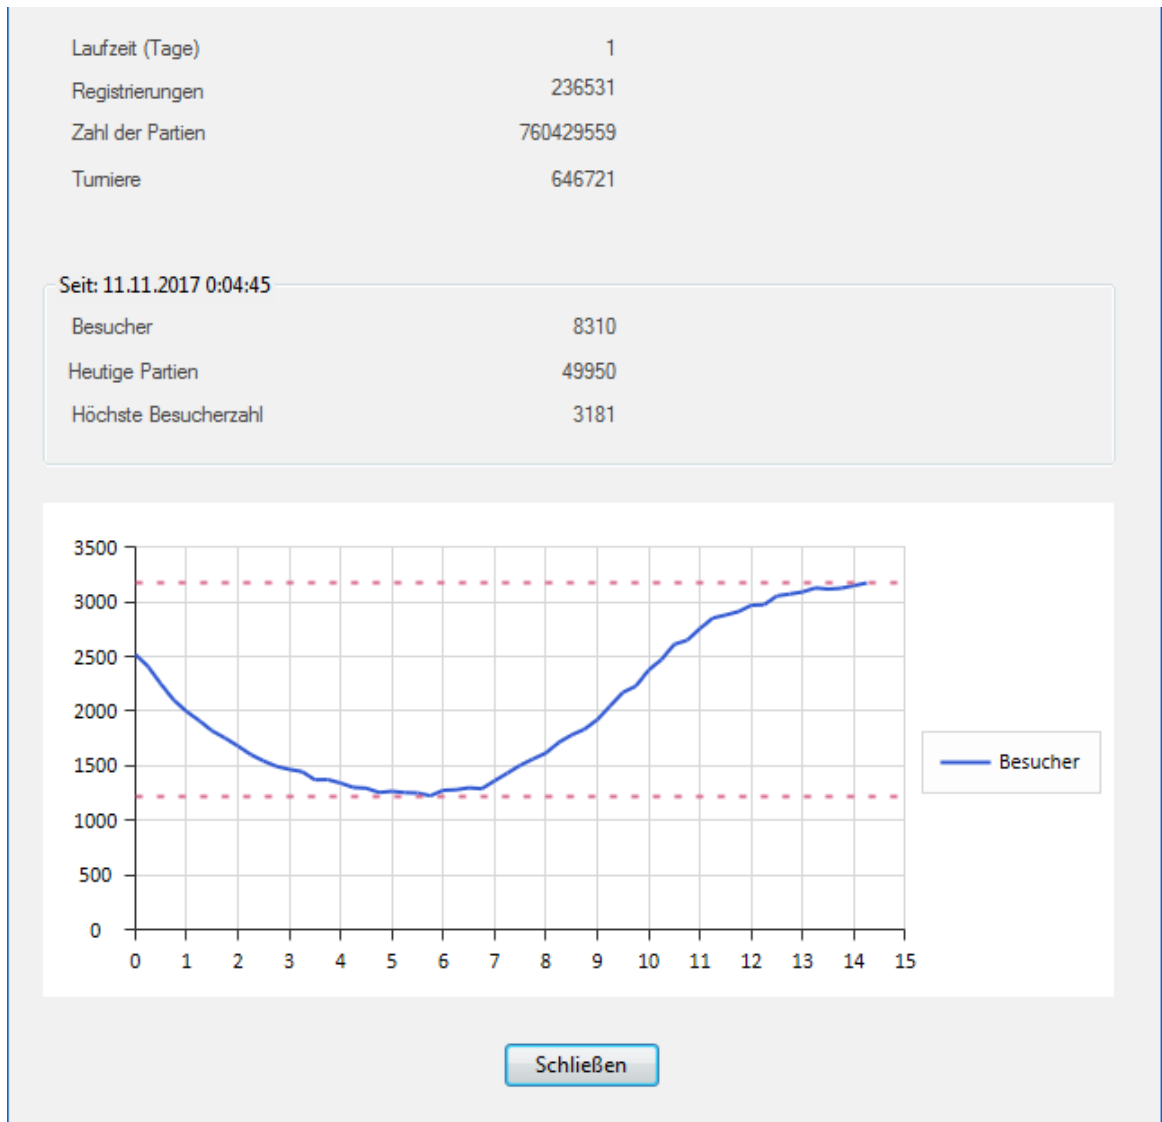 Laufzeit (Tage) 1
Registrierungen 236531
Zahl der Partien 760429559
Turniere 646721
Seit: 11.11.2017 0:04:45
Besucher 8310
Heutige Partien 49950
Höchste Besucherzahl 3181
3500
3000
2500
2000
1500
1000
500
0
Besucher
0 1 2 3 4 5 6 7 8 9 10 11 12 13 14 15
Schließen